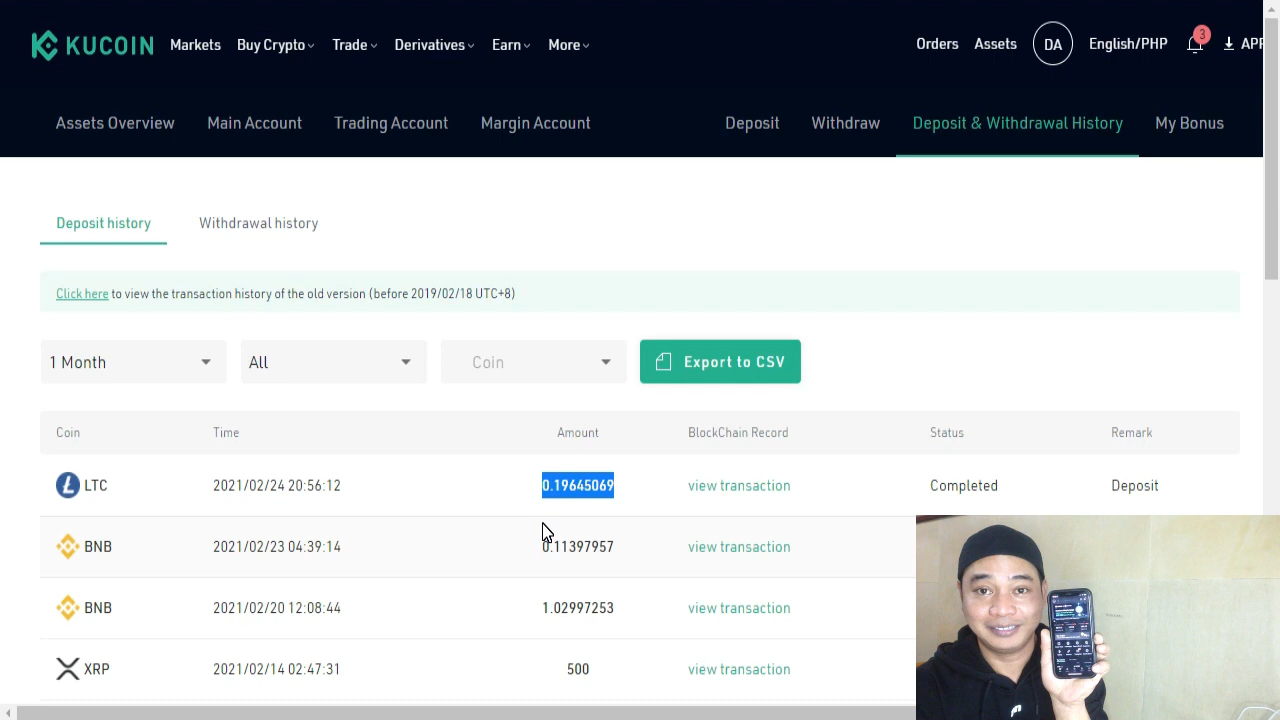 KUCOIN Markets Buy Crypto Trade Derivatives Earn More Orders Assets DA English/PHP 3 APP
Assets Overview Main Account Trading Account Margin Account Deposit Withdraw Deposit & Withdrawal History My Bonus
Deposit history Withdrawal history
Click here to view the transaction history of the old version (before 2019/02/18 UTC+8)
1 Month All Coin Export to CSV
Coin Time Amount BlockChain Record Status Remark
LTC 2021/02/24 20:56:12 0.19645069 view transaction Completed Deposit
BNB 2021/02/23 04:39:14 0.11397957 view transaction
BNB 2021/02/20 12:08:44 1.02997253 view transaction
XRP 2021/02/14 02:47:31 500 view transaction